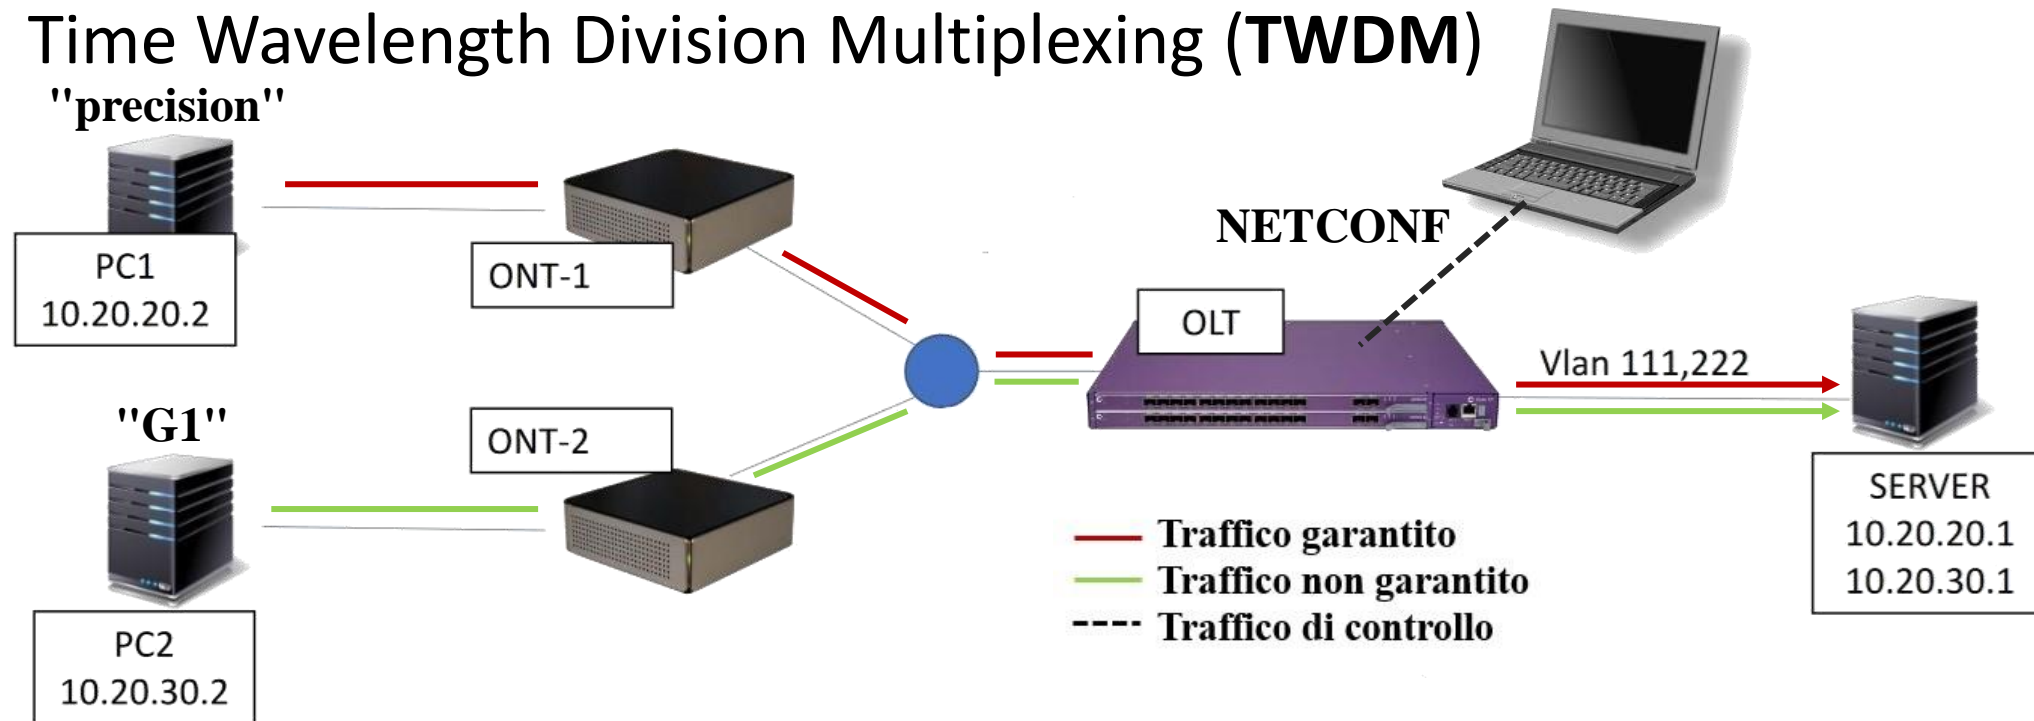 Time Wavelength Division Multiplexing (TWDM)
"precision"
PC1
10.20.20.2
ONT-1
NETCONF
OLT
Vlan 111,222
"G1"
ONT-2
PC2
10.20.30.2
SERVER
10.20.20.1
10.20.30.1
Traffico garantito
Traffico non garantito
Traffico di controllo